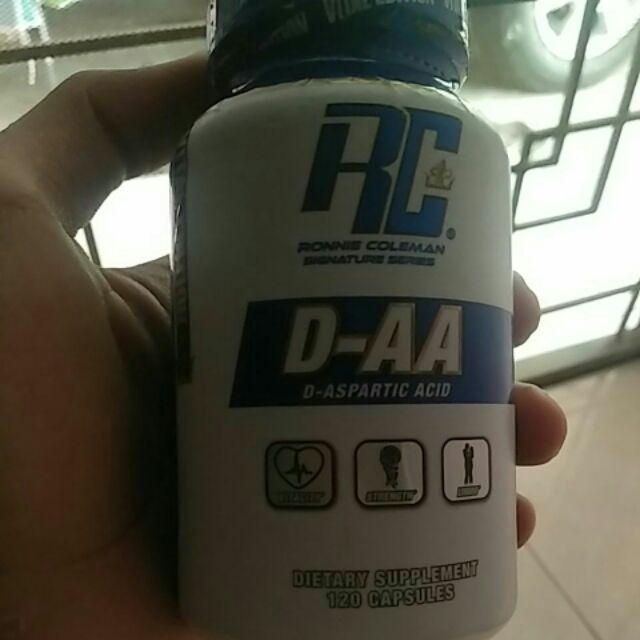 RC
®
RONNIE COLEMAN
SIGNATURE SERIES
D-AA
D-ASPARTIC ACID
STRENGTH
DIETARY SUPPLEMENT
120 CAPSULES